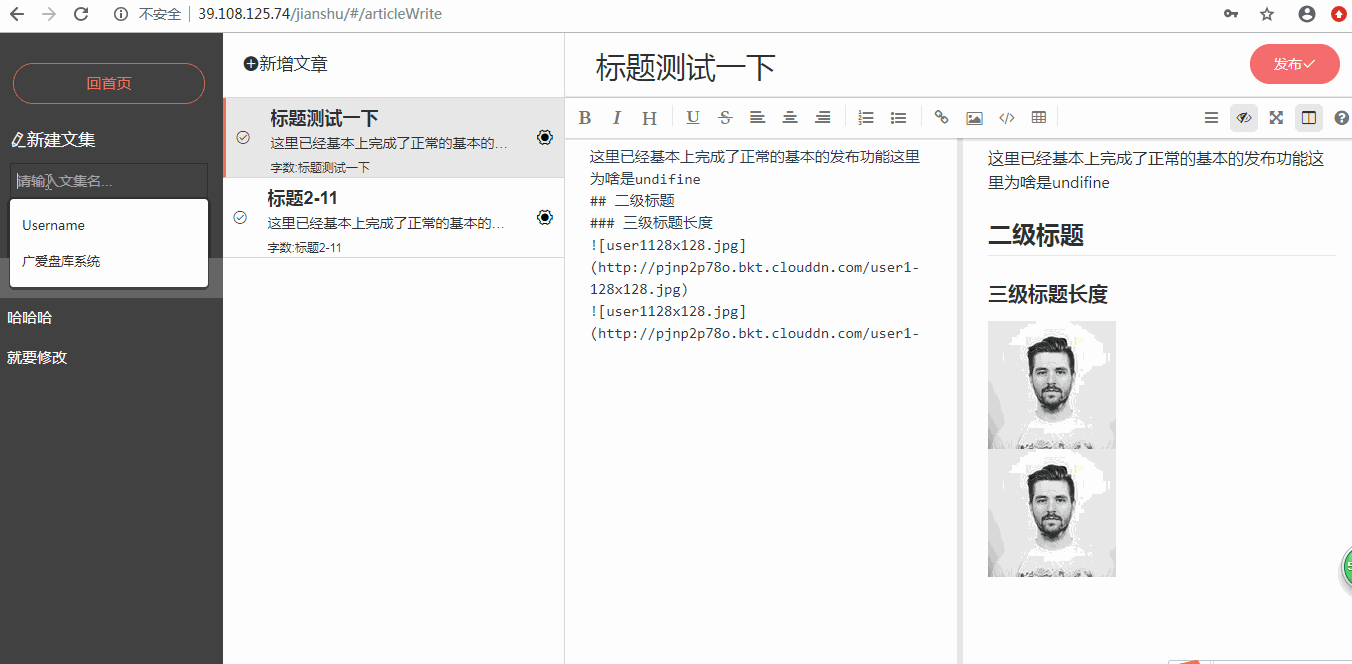 不安全 39.108.125.74/jianshu/#/articleWrite
回首页
新建文集
请输入文集名...
Username
广爱盘库系统
哈哈哈
就要修改
新增文章
标题测试一下
这里已经基本上完成了正常的基本的...
字数:标题测试一下
标题2-11
这里已经基本上完成了正常的基本的...
字数:标题2-11
标题测试一下
发布
B I H U S
这里已经基本上完成了正常的基本的发布功能这里
为啥是undifine
## 二级标题
### 三级标题长度
![user1128x128.jpg]
(http://pjnp2p78o.bkt.clouddn.com/user1-
128x128.jpg)
![user1128x128.jpg]
(http://pjnp2p78o.bkt.clouddn.com/user1-
这里已经基本上完成了正常的基本的发布功能这
里为啥是undifine
二级标题
三级标题长度